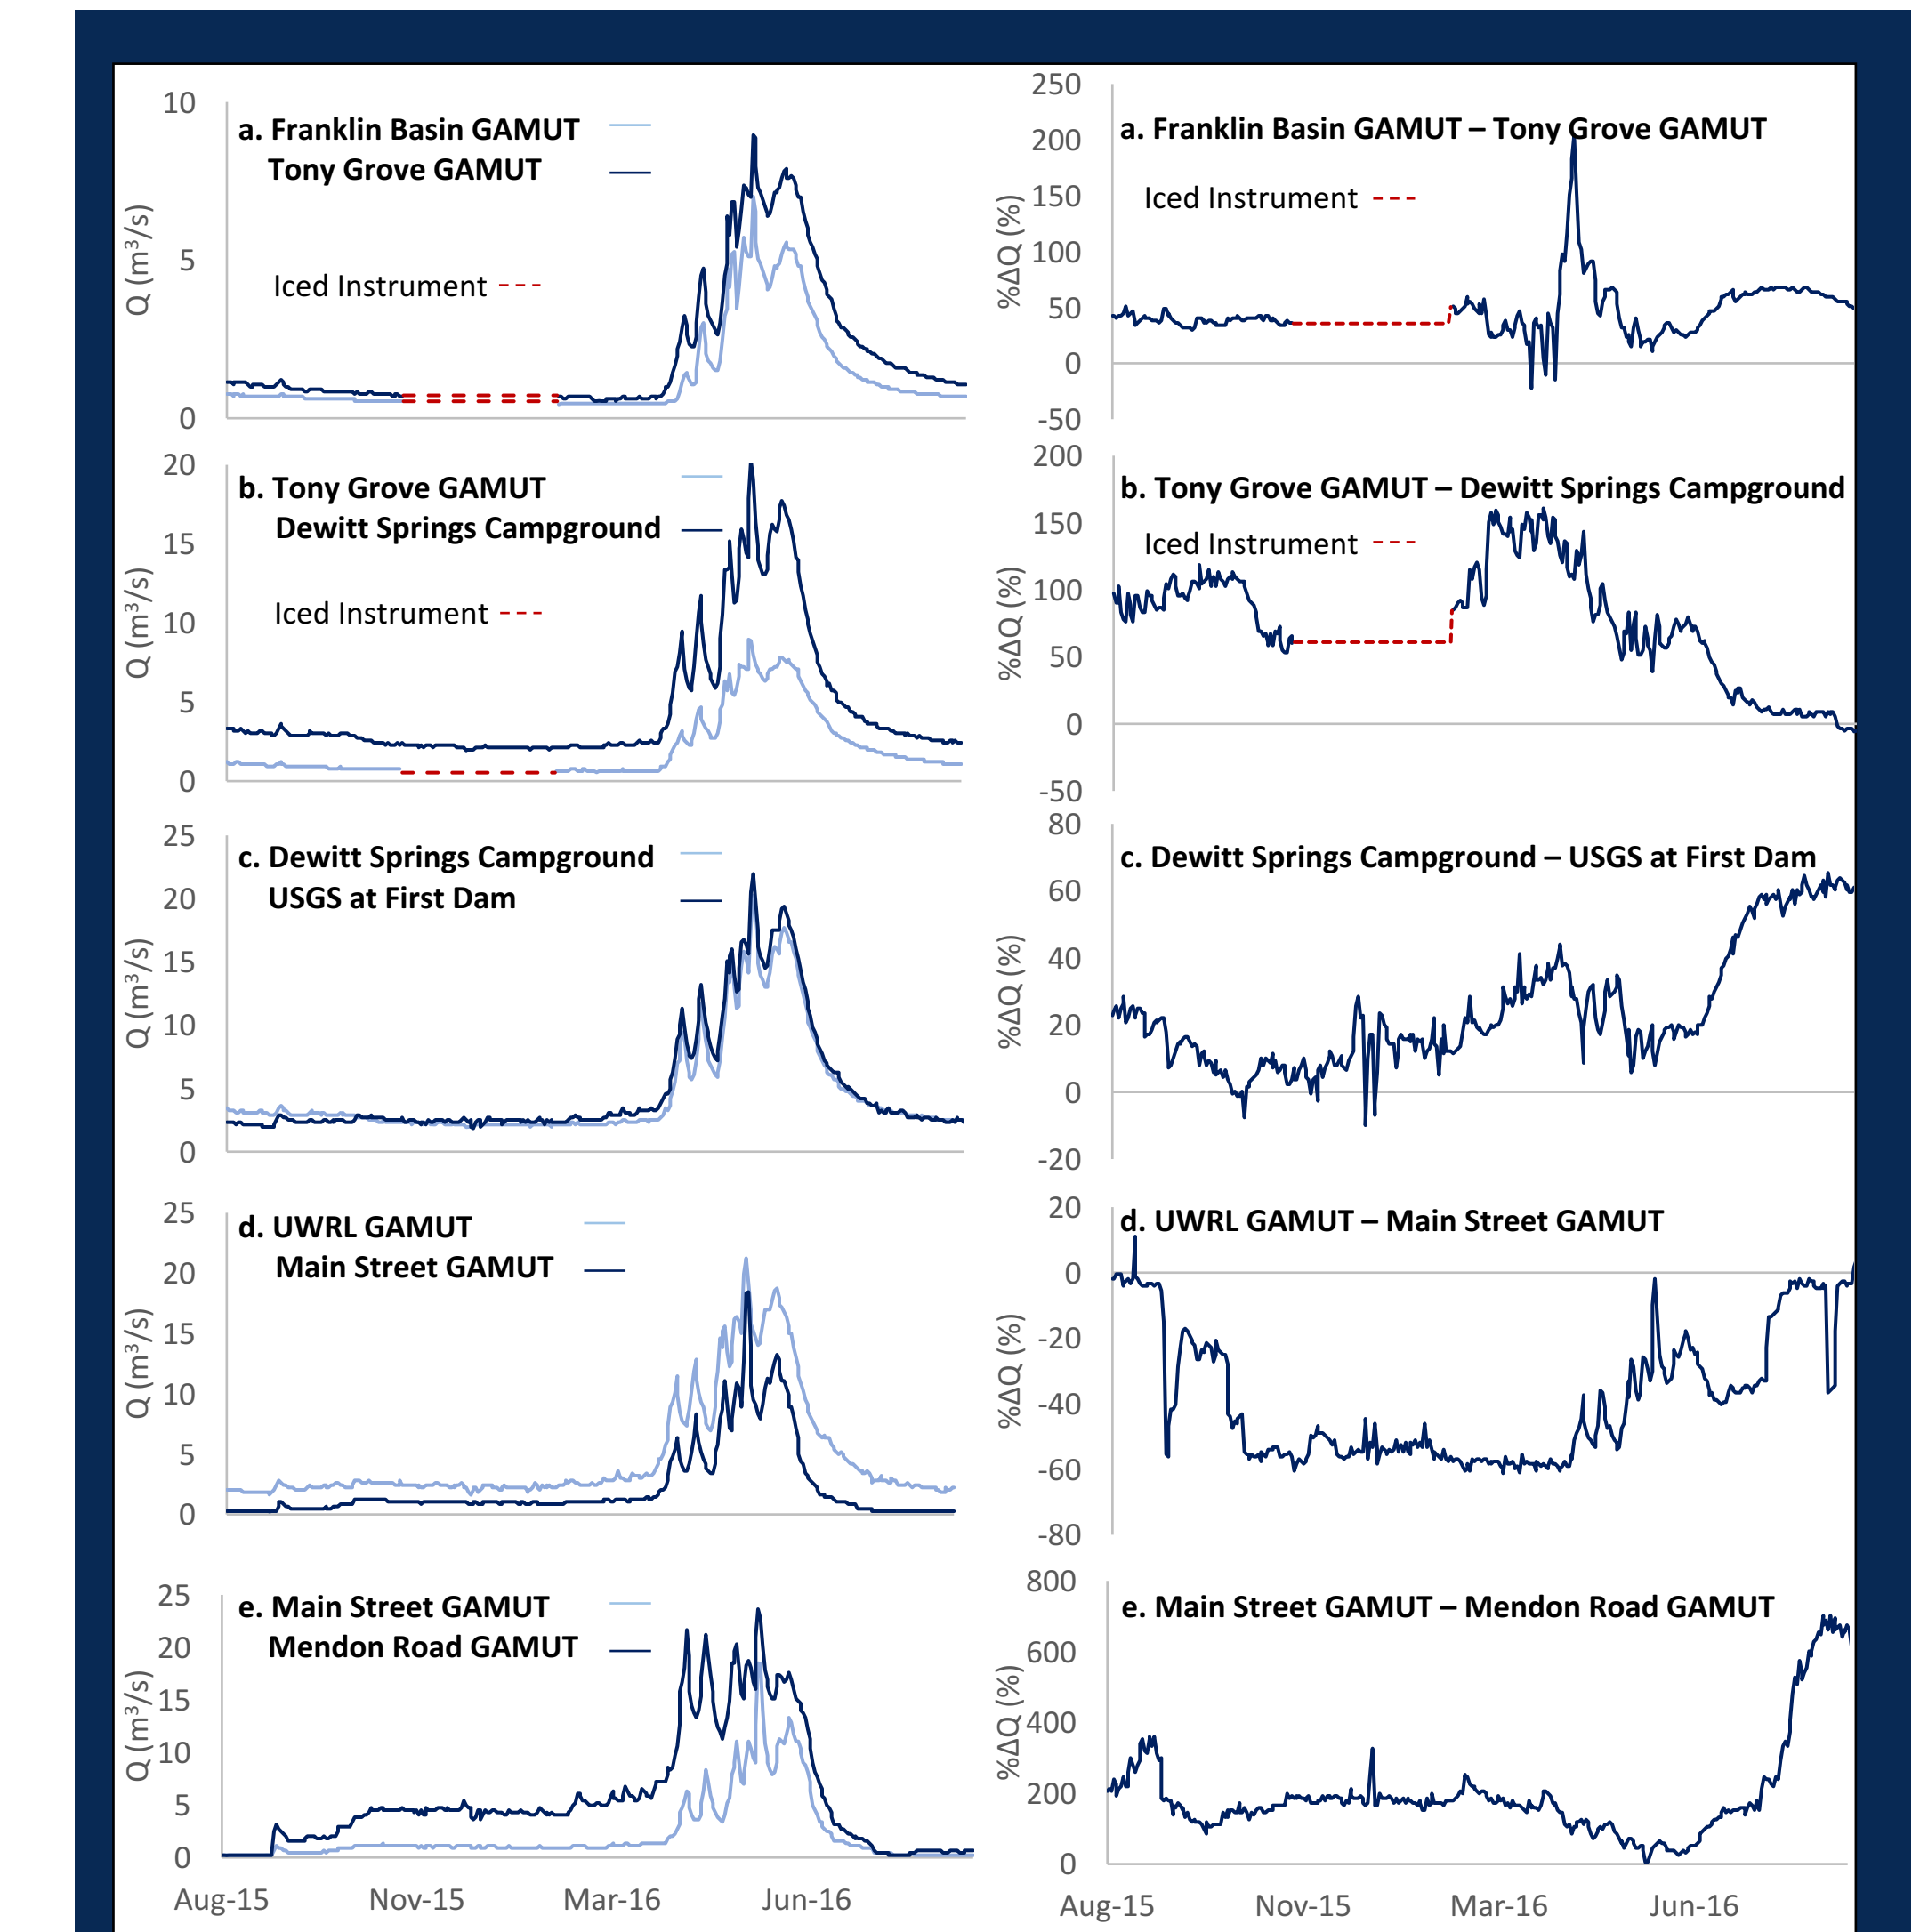 10
a. Franklin Basin GAMUT
Tony Grove GAMUT
Q (m³/s)
5
Iced Instrument
0
250
a. Franklin Basin GAMUT – Tony Grove GAMUT
200
Iced Instrument
150
%ΔQ (%)
100
50
0
-50
20
b. Tony Grove GAMUT
Dewitt Springs Campground
15
Q (m³/s)
10
Iced Instrument
5
0
200
b. Tony Grove GAMUT – Dewitt Springs Campground
150
Iced Instrument
100
%ΔQ (%)
50
0
-50
25
c. Dewitt Springs Campground
USGS at First Dam
20
15
Q (m³/s)
10
5
0
80
c. Dewitt Springs Campground – USGS at First Dam
60
40
%ΔQ (%)
20
0
-20
25
d. UWRL GAMUT
Main Street GAMUT
20
15
Q (m³/s)
10
5
0
20
d. UWRL GAMUT – Main Street GAMUT
0
-20
%ΔQ (%)
-40
-60
-80
25
e. Main Street GAMUT
Mendon Road GAMUT
20
15
Q (m³/s)
10
5
0
Aug-15 Nov-15 Mar-16 Jun-16
800
e. Main Street GAMUT – Mendon Road GAMUT
600
%ΔQ (%)
400
200
0
Aug-15 Nov-15 Mar-16 Jun-16